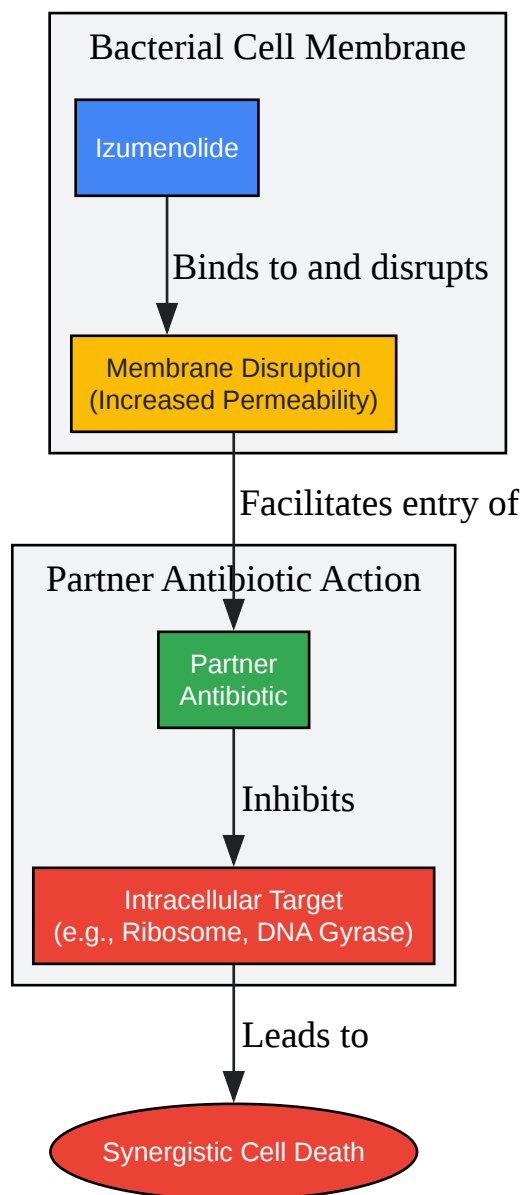 Bacterial Cell Membrane
Izumenolide
Binds to and disrupts
Membrane Disruption
(Increased Permeability)
Facilitates entry of
Partner Antibiotic Action
Partner
Antibiotic
Inhibits
Intracellular Target
(e.g., Ribosome, DNA Gyrase)
Leads to
Synergistic Cell Death